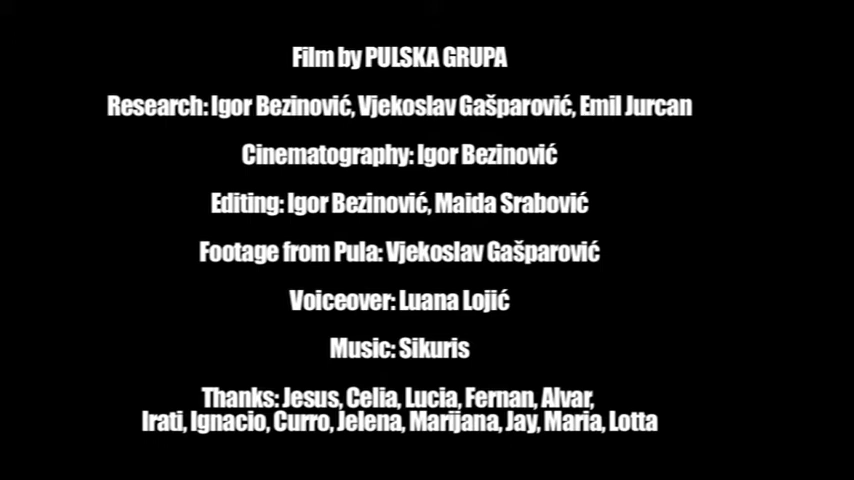 Film by PULSKA GRUPA
Research: Igor Bezinović, Vjekoslav Gašparović, Emil Jurcan
Cinematography: Igor Bezinović
Editing: Igor Bezinović, Maida Srabović
Footage from Pula: Vjekoslav Gašparović
Voiceover: Luana Lojić
Music: Sikuris
Thanks: Jesus, Celia, Lucia, Fernan, Alvar,
Irati, Ignacio, Curro, Jelena, Marijana, Jay, Maria, Lotta